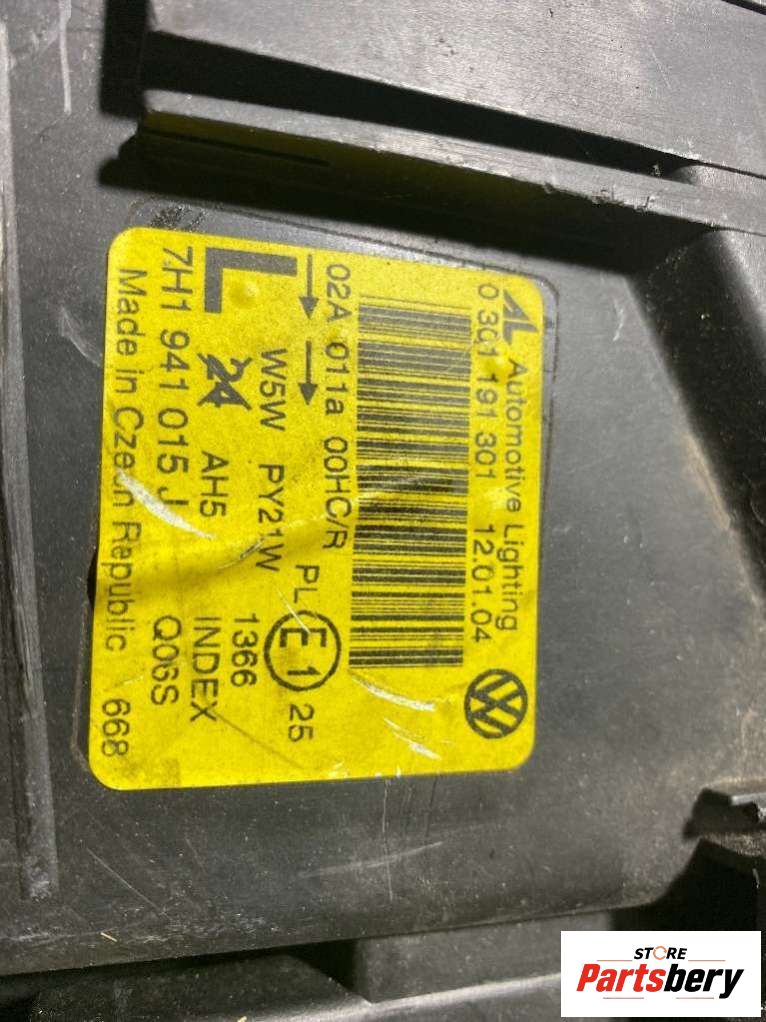 AL Automotive Lighting
0 301 191 301 12.01.04
02A 011a 00HC/R PL E1 25
W5W PY21W 1366
L 24 AH5 INDEX
7H1 941 015 J Q06S
Made in Czech Republic 668
STORE
Partsbery